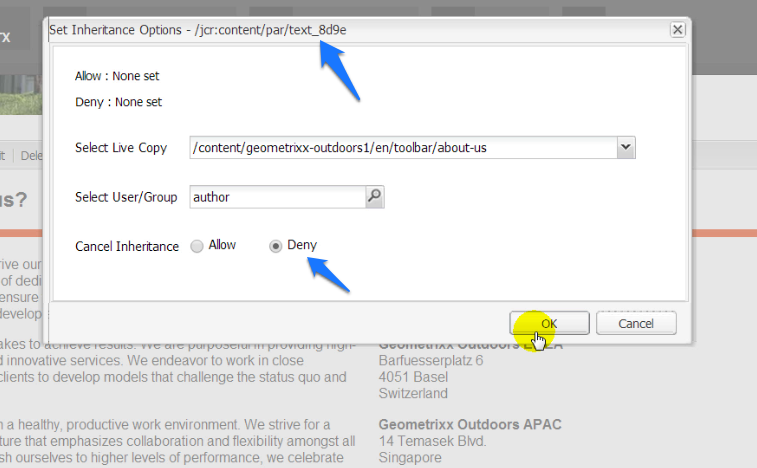 TX
Set Inheritance Options - /jcr:content/par/text_8d9e
Allow : None set
Deny : None set
Select Live Copy /content/geometrixx-outdoors1/en/toolbar/about-us
Select User/Group author
Cancel Inheritance Allow Deny
OK Cancel
Dele
us?
rive our
of dedi
ensure
develop
akes to achieve results. We are purposeful in providing high-
d innovative services. We endeavor to work in close
clients to develop models that challenge the status quo and
n a healthy, productive work environment. We strive for a
ture that emphasizes collaboration and flexibility amongst all
sh ourselves to higher levels of performance, we celebrate
Geometrixx Outdoors EMEA
Barfuesserplatz 6
4051 Basel
Switzerland
Geometrixx Outdoors APAC
14 Temasek Blvd.
Singapore